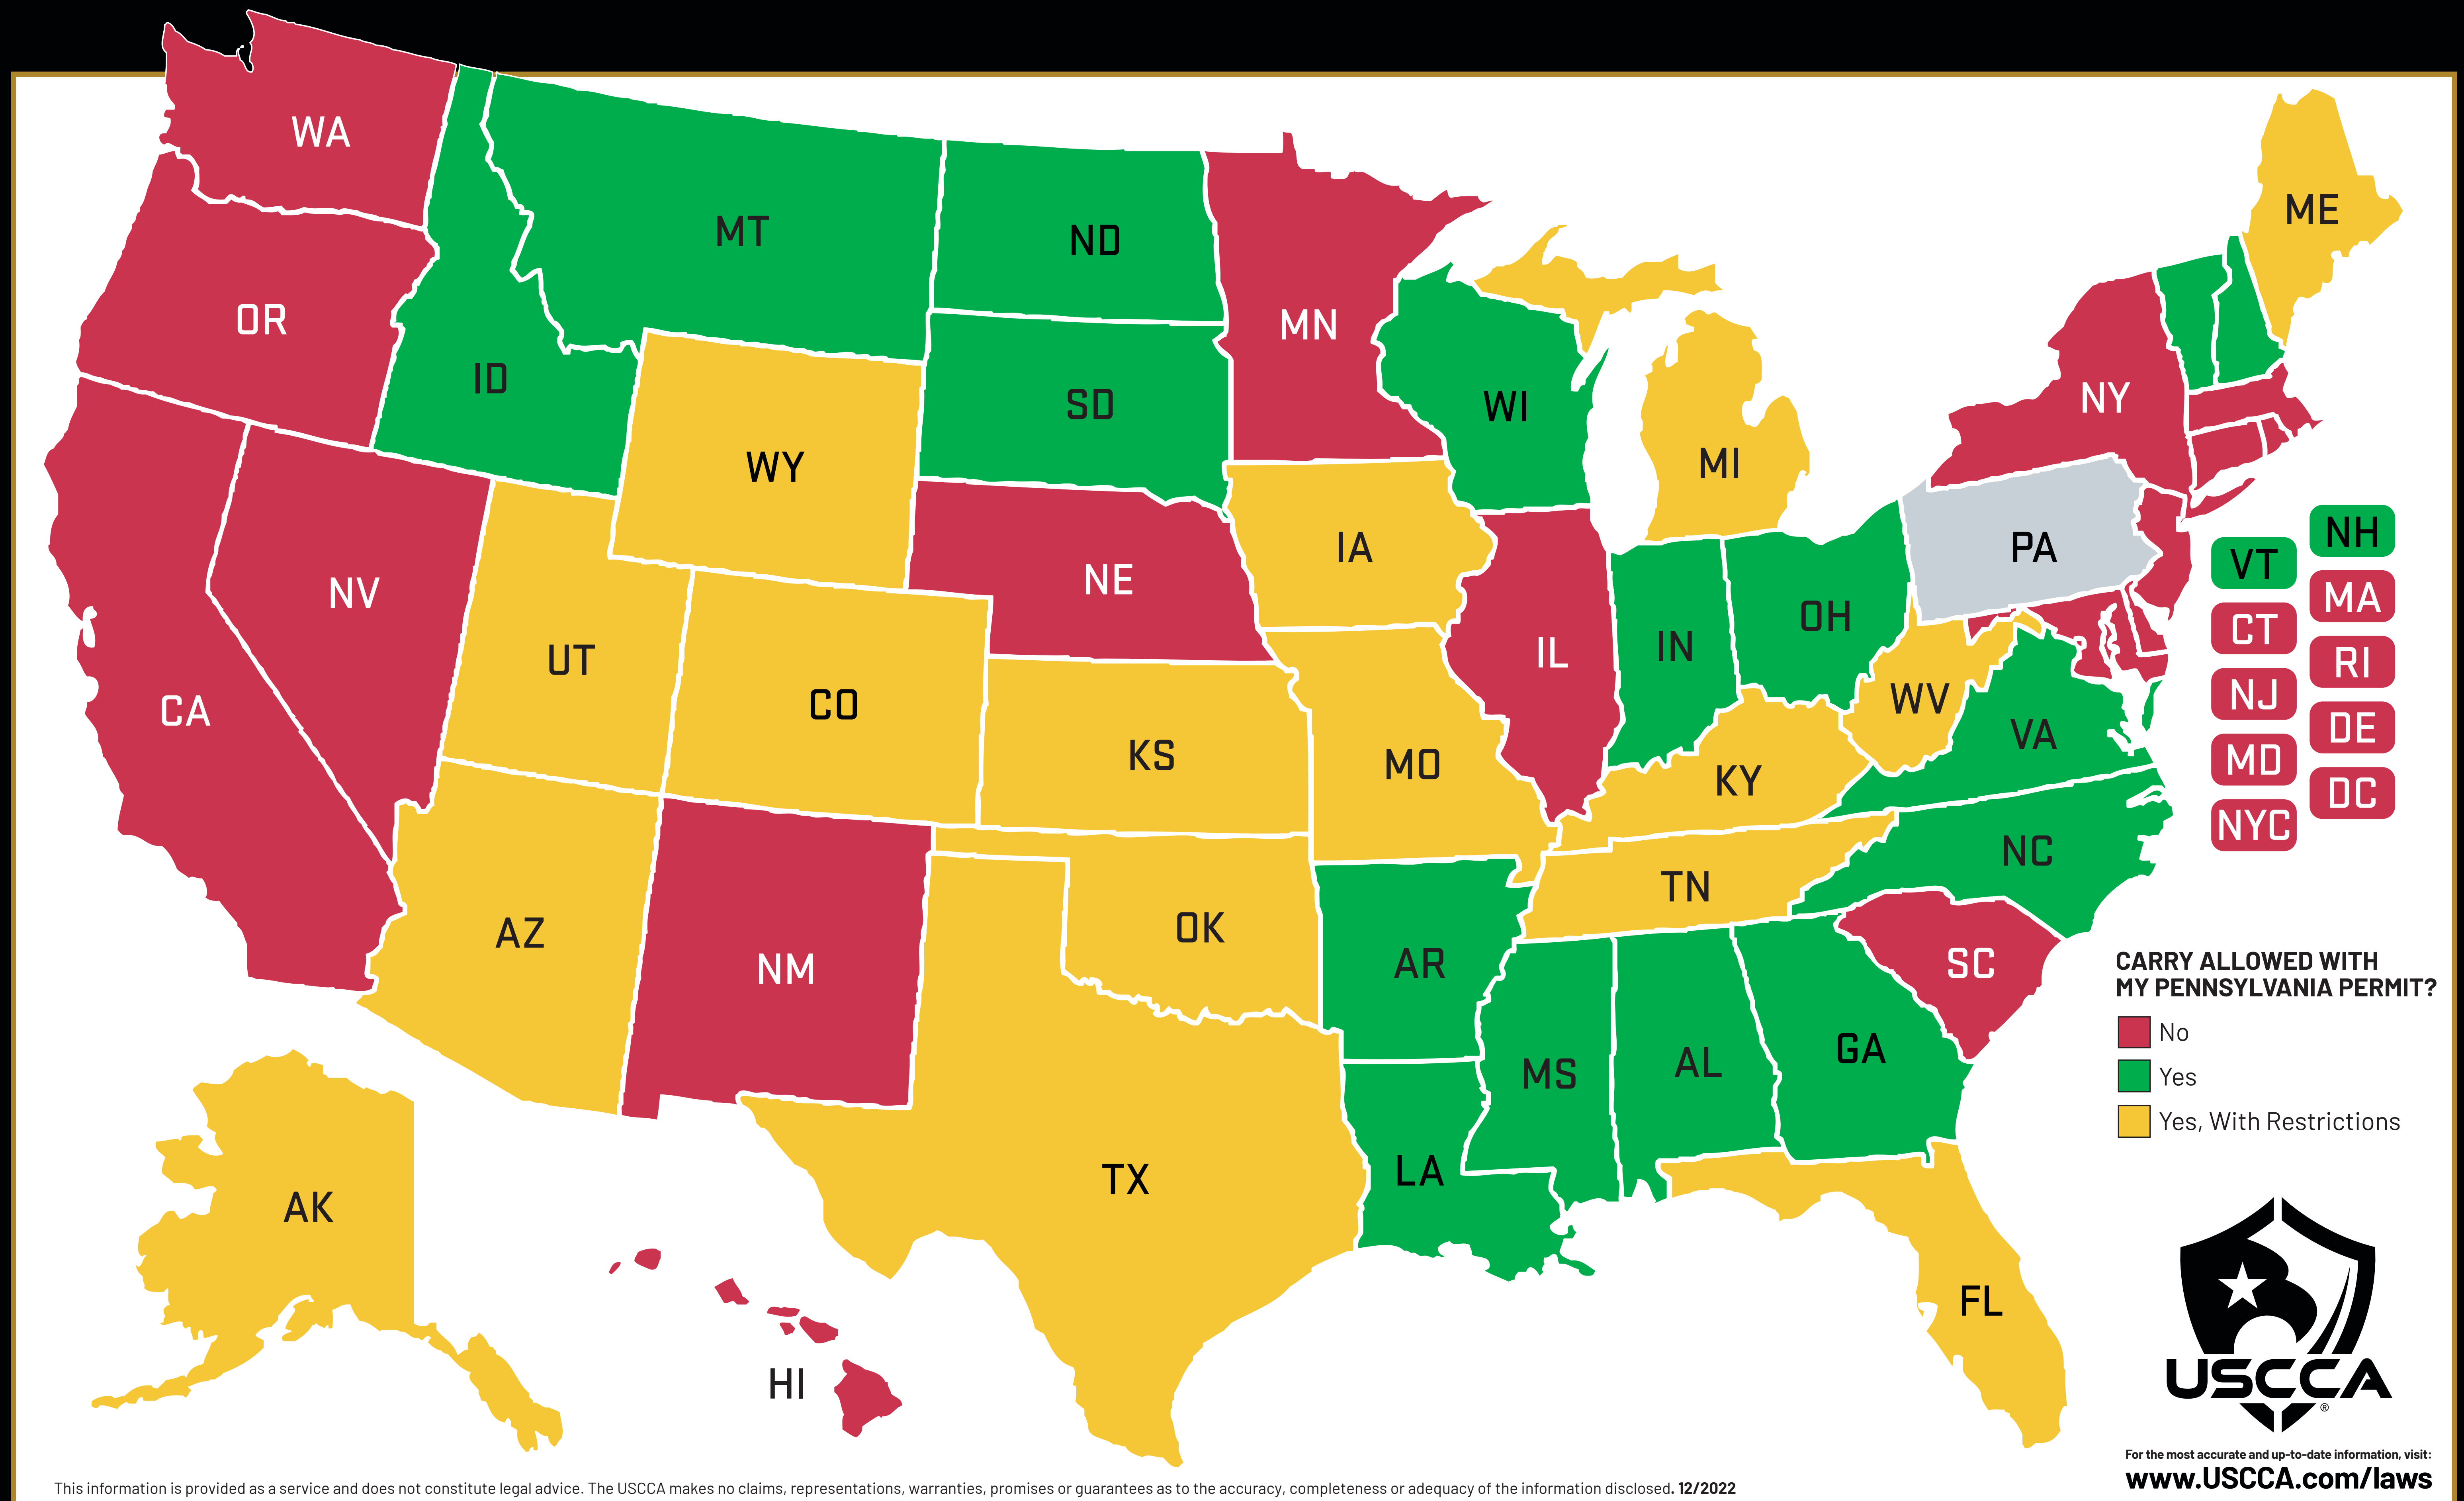 WA
MT
ND
MN
ME
OR
ID
SD
WI
NY
WY
MI
NV
UT
CO
NE
IA
IL
IN
OH
PA
NH
VT
MA
CT
RI
NJ
DE
MD
DC
NYC
CA
KS
MO
KY
WV
VA
NC
TN
AZ
NM
OK
AR
SC
MS
AL
GA
LA
TX
FL
AK
HI
CARRY ALLOWED WITH
MY PENNSYLVANIA PERMIT?
No
Yes
Yes, With Restrictions
USCCA
®
For the most accurate and up-to-date information, visit:
www.USCCA.com/laws
This information is provided as a service and does not constitute legal advice. The USCCA makes no claims, representations, warranties, promises or guarantees as to the accuracy, completeness or adequacy of the information disclosed. 12/2022